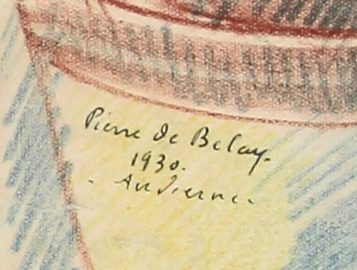 Pierre de Belay.
1930.
- Audierne -